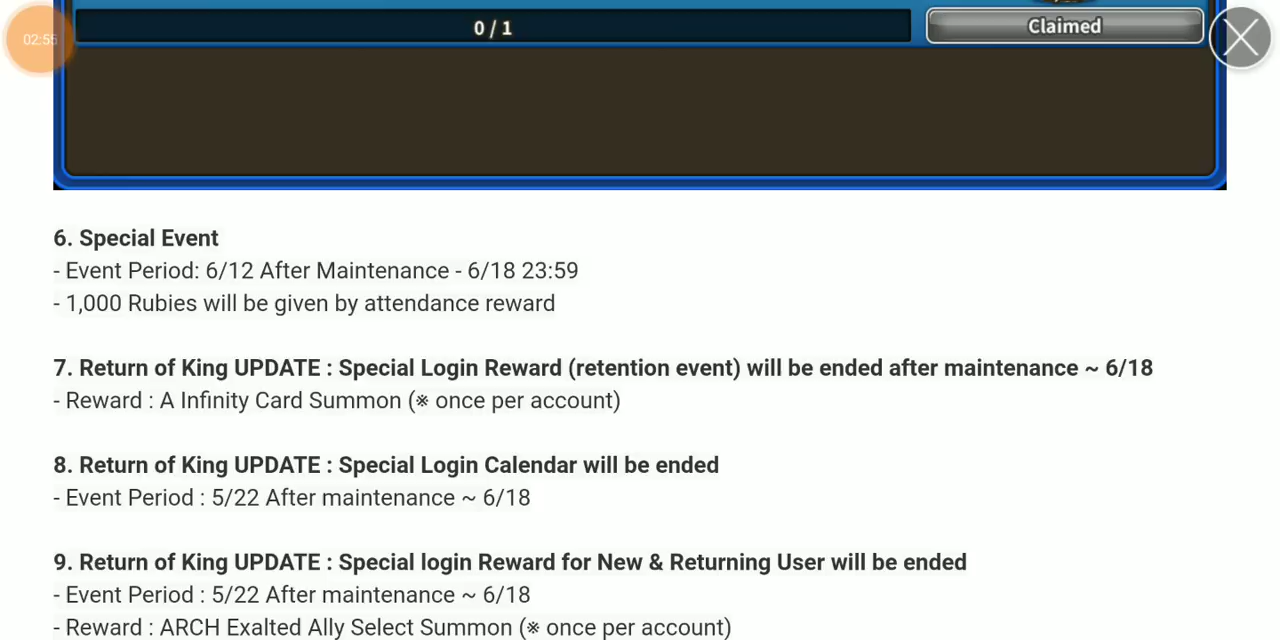 0 / 1
Claimed
02:55
6. Special Event
- Event Period: 6/12 After Maintenance - 6/18 23:59
- 1,000 Rubies will be given by attendance reward
7. Return of King UPDATE : Special Login Reward (retention event) will be ended after maintenance ~ 6/18
- Reward : A Infinity Card Summon (※ once per account)
8. Return of King UPDATE : Special Login Calendar will be ended
- Event Period : 5/22 After maintenance ~ 6/18
9. Return of King UPDATE : Special login Reward for New & Returning User will be ended
- Event Period : 5/22 After maintenance ~ 6/18
- Reward : ARCH Exalted Ally Select Summon (※ once per account)